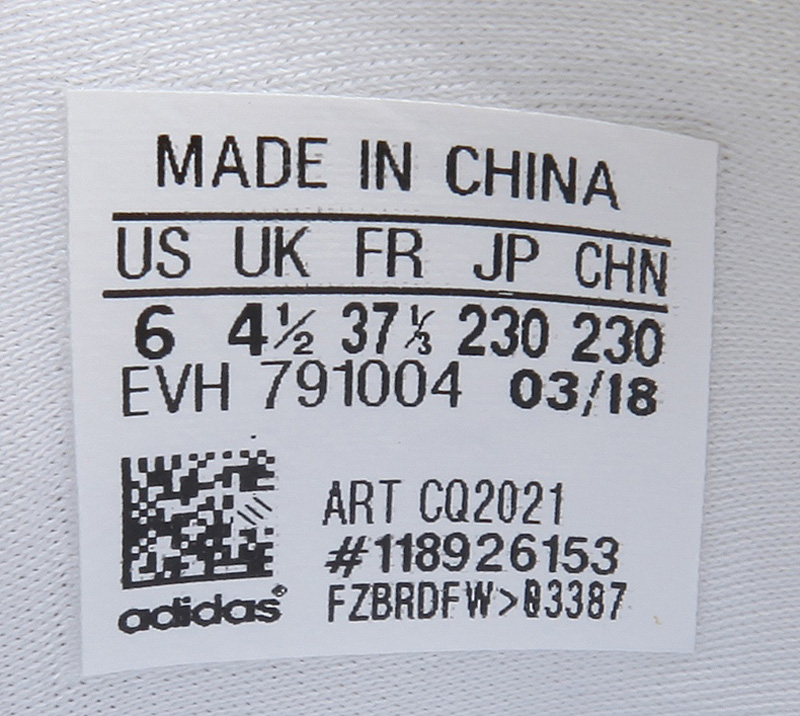 MADE IN CHINA
US UK FR JP CHN
6 4½ 37⅓ 230 230
EVH 791004 03/18
ART CQ2021
#118926153
FZBRDFW>03387
adidas®